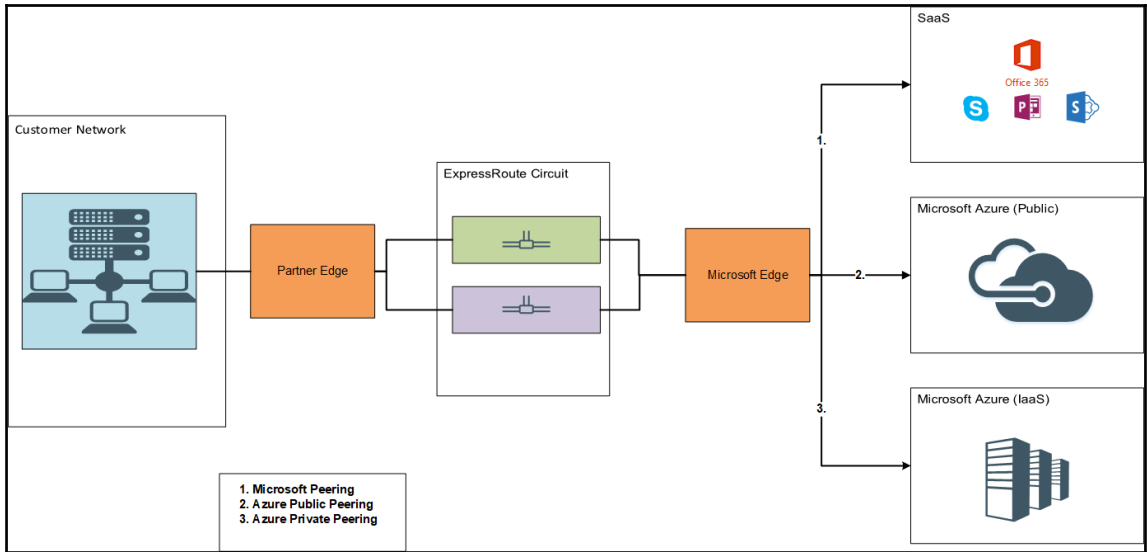 SaaS
Office 365
S
P
S
Customer Network
ExpressRoute Circuit
Partner Edge
Microsoft Edge
1.
Microsoft Azure (Public)
2.
3.
Microsoft Azure (IaaS)
1. Microsoft Peering
2. Azure Public Peering
3. Azure Private Peering